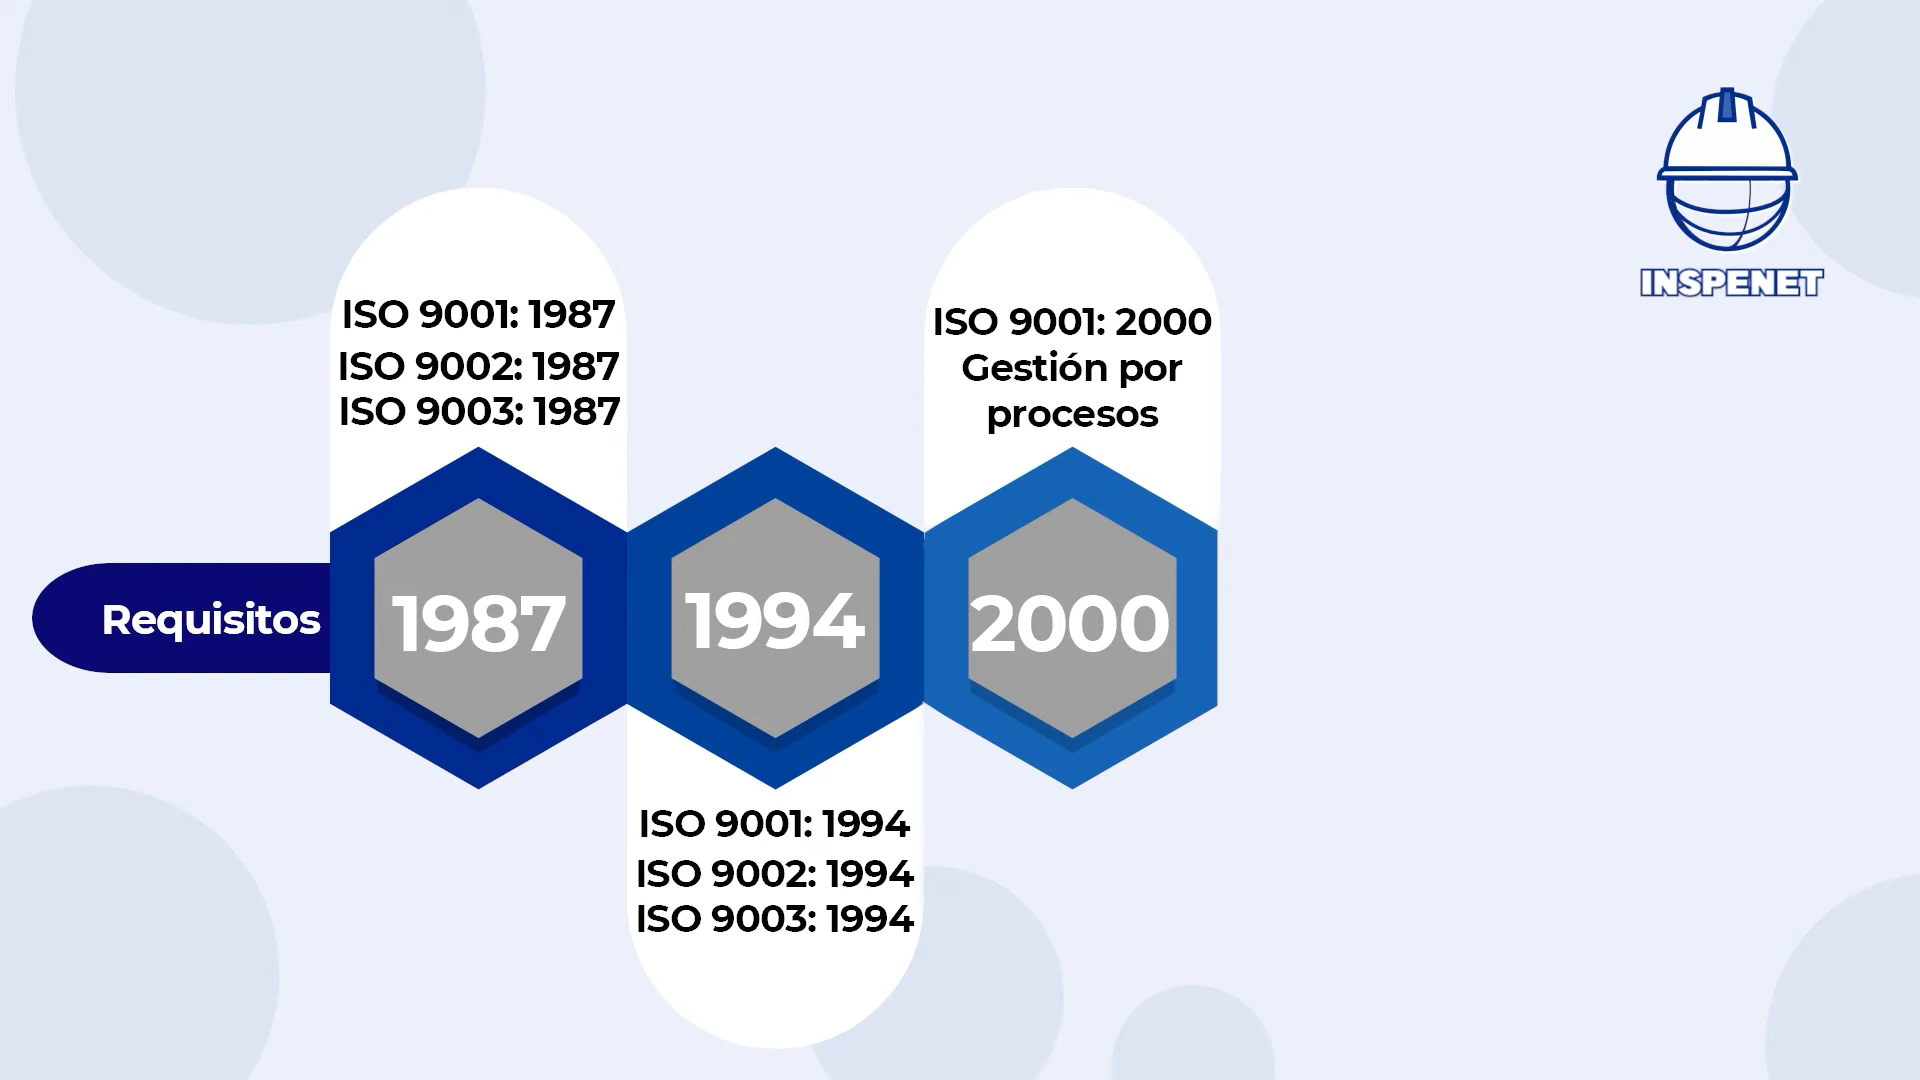 INSPENET
ISO 9001: 1987
ISO 9002: 1987
ISO 9003: 1987
ISO 9001: 2000
Gestión por
procesos
Requisitos
1987
1994
2000
ISO 9001: 1994
ISO 9002: 1994
ISO 9003: 1994